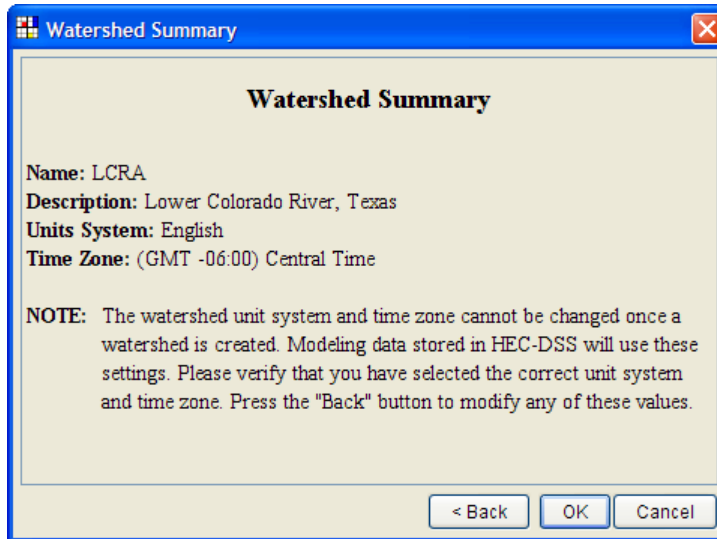 Watershed Summary
Watershed Summary
Name: LCRA
Description: Lower Colorado River, Texas
Units System: English
Time Zone: (GMT -06:00) Central Time
NOTE: The watershed unit system and time zone cannot be changed once a
watershed is created. Modeling data stored in HEC-DSS will use these
settings. Please verify that you have selected the correct unit system
and time zone. Press the "Back" button to modify any of these values.
< Back OK Cancel